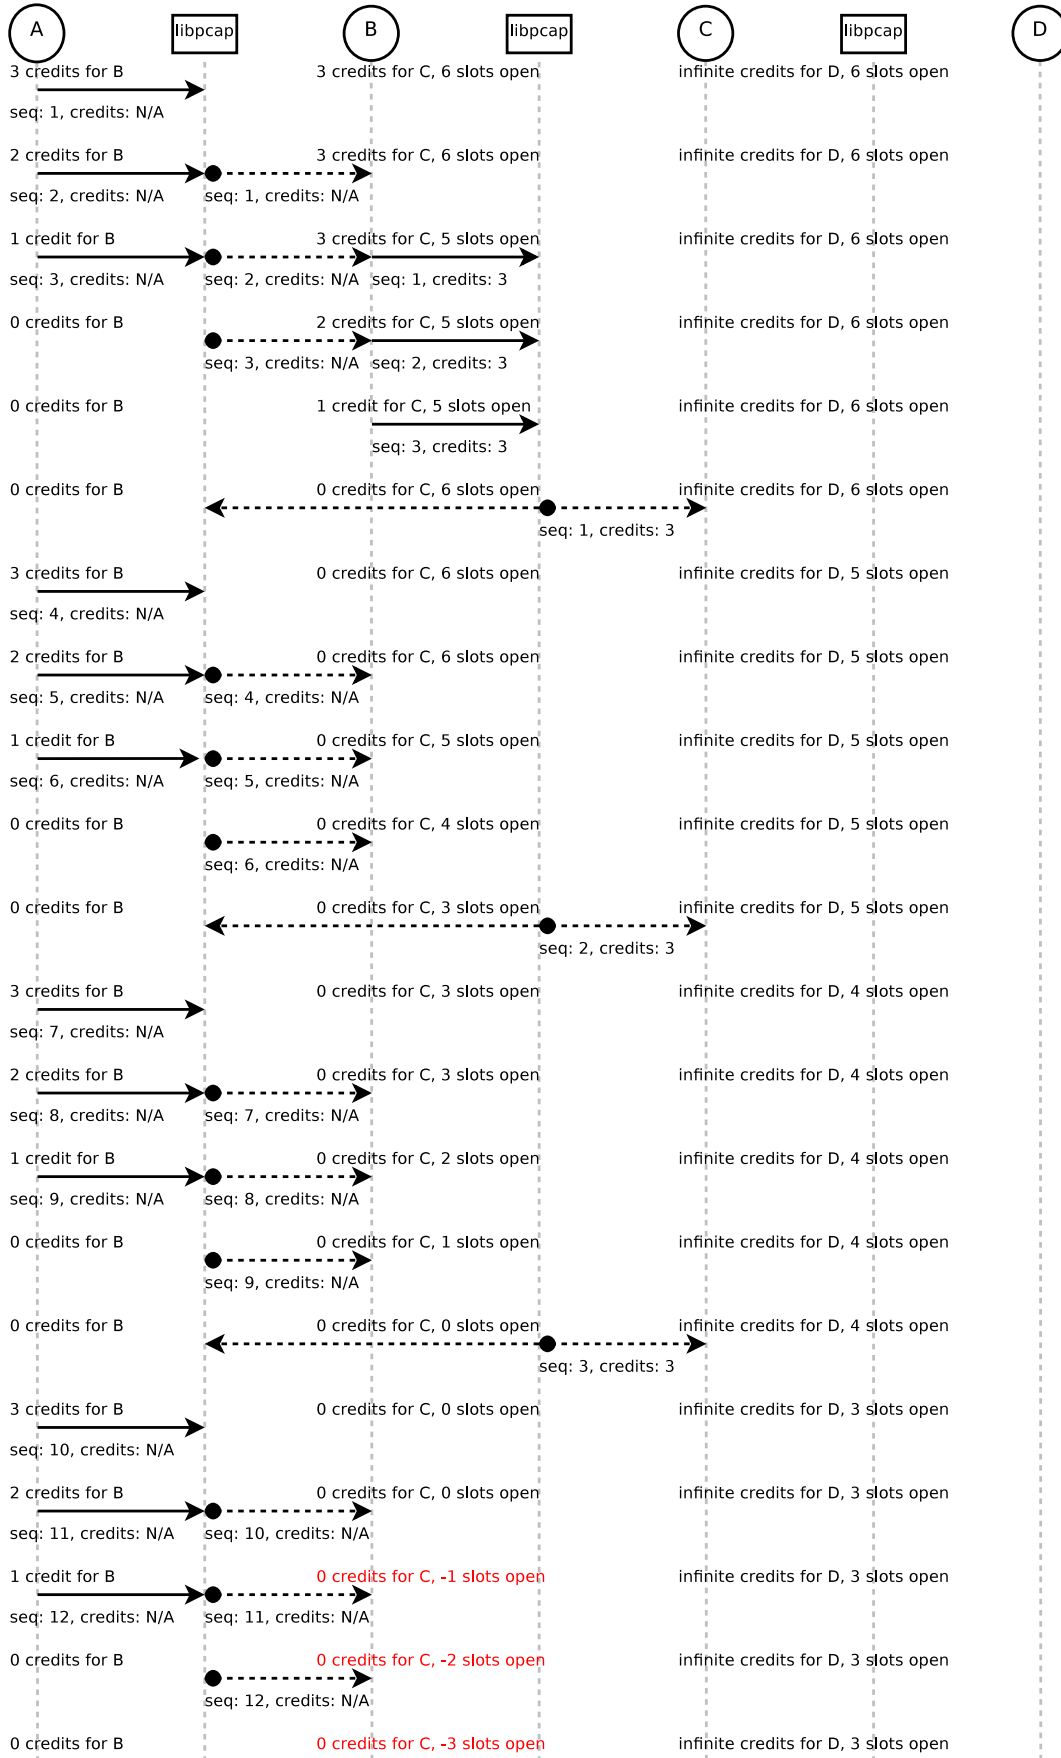 A libpcap B libpcap C libpcap D
3 credits for B 3 credits for C, 6 slots open infinite credits for D, 6 slots open
seq: 1, credits: N/A
2 credits for B 3 credits for C, 6 slots open infinite credits for D, 6 slots open
seq: 2, credits: N/A seq: 1, credits: N/A
1 credit for B 3 credits for C, 5 slots open infinite credits for D, 6 slots open
seq: 3, credits: N/A seq: 2, credits: N/A seq: 1, credits: 3
0 credits for B 2 credits for C, 5 slots open infinite credits for D, 6 slots open
seq: 3, credits: N/A seq: 2, credits: 3
0 credits for B 1 credit for C, 5 slots open infinite credits for D, 6 slots open
seq: 3, credits: 3
0 credits for B 0 credits for C, 6 slots open infinite credits for D, 6 slots open
seq: 1, credits: 3
3 credits for B 0 credits for C, 6 slots open infinite credits for D, 5 slots open
seq: 4, credits: N/A
2 credits for B 0 credits for C, 6 slots open infinite credits for D, 5 slots open
seq: 5, credits: N/A seq: 4, credits: N/A
1 credit for B 0 credits for C, 5 slots open infinite credits for D, 5 slots open
seq: 6, credits: N/A seq: 5, credits: N/A
0 credits for B 0 credits for C, 4 slots open infinite credits for D, 5 slots open
seq: 6, credits: N/A
0 credits for B 0 credits for C, 3 slots open infinite credits for D, 5 slots open
seq: 2, credits: 3
3 credits for B 0 credits for C, 3 slots open infinite credits for D, 4 slots open
seq: 7, credits: N/A
2 credits for B 0 credits for C, 3 slots open infinite credits for D, 4 slots open
seq: 8, credits: N/A seq: 7, credits: N/A
1 credit for B 0 credits for C, 2 slots open infinite credits for D, 4 slots open
seq: 9, credits: N/A seq: 8, credits: N/A
0 credits for B 0 credits for C, 1 slots open infinite credits for D, 4 slots open
seq: 9, credits: N/A
0 credits for B 0 credits for C, 0 slots open infinite credits for D, 4 slots open
seq: 3, credits: 3
3 credits for B 0 credits for C, 0 slots open infinite credits for D, 3 slots open
seq: 10, credits: N/A
2 credits for B 0 credits for C, 0 slots open infinite credits for D, 3 slots open
seq: 11, credits: N/A seq: 10, credits: N/A
1 credit for B 0 credits for C, -1 slots open infinite credits for D, 3 slots open
seq: 12, credits: N/A seq: 11, credits: N/A
0 credits for B 0 credits for C, -2 slots open infinite credits for D, 3 slots open
seq: 12, credits: N/A
0 credits for B 0 credits for C, -3 slots open infinite credits for D, 3 slots open